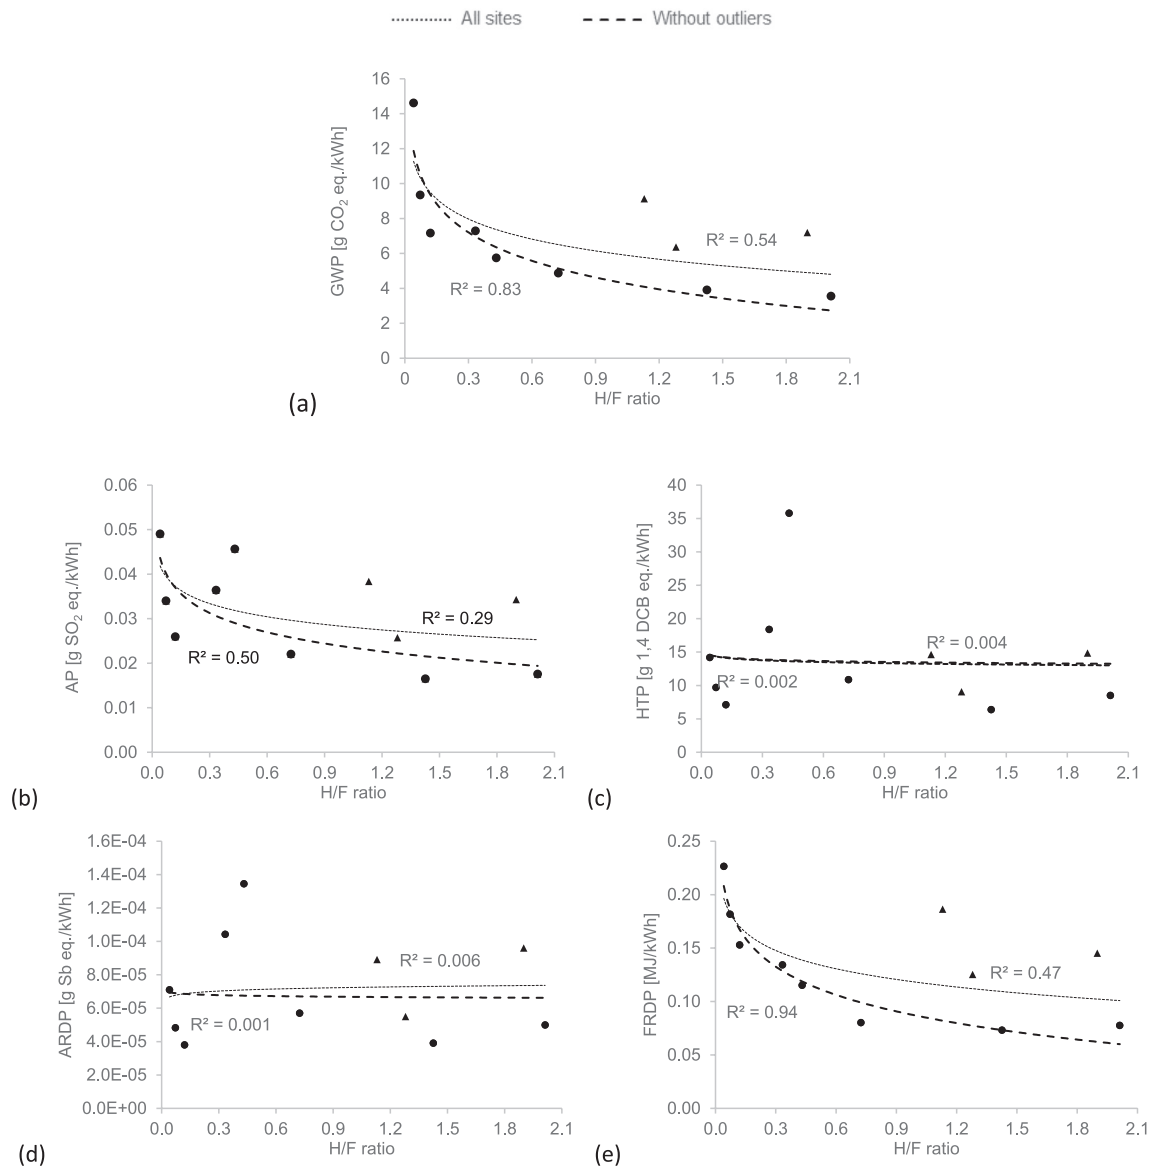 All sites Without outliers
GWP [g CO₂ eq./kWh]
16
14
12
10
8
6
4
2
0
R² = 0.54
R² = 0.83
0 0.3 0.6 0.9 1.2 1.5 1.8 2.1
H/F ratio
(a)
AP [g SO₂ eq./kWh]
0.06
0.05
0.04
0.03
0.02
0.01
0.00
R² = 0.29
R² = 0.50
0.0 0.3 0.6 0.9 1.2 1.5 1.8 2.1
H/F ratio
(b)
HTP [g 1,4 DCB eq./kWh]
40
35
30
25
20
15
10
5
0
R² = 0.004
R² = 0.002
0.0 0.3 0.6 0.9 1.2 1.5 1.8 2.1
H/F ratio
(c)
ARDP [g Sb eq./kWh]
1.6E-04
1.4E-04
1.2E-04
1.0E-04
8.0E-05
6.0E-05
4.0E-05
2.0E-05
0.0E+00
R² = 0.006
R² = 0.001
0.0 0.3 0.6 0.9 1.2 1.5 1.8 2.1
H/F ratio
(d)
FRDP [MJ/kWh]
0.25
0.20
0.15
0.10
0.05
0.00
R² = 0.47
R² = 0.94
0.0 0.3 0.6 0.9 1.2 1.5 1.8 2.1
H/F ratio
(e)